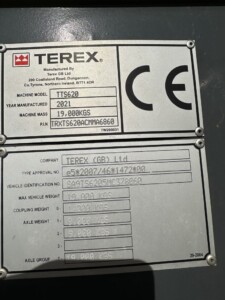 TEREX
Manufactured By
Terex GB Ltd
200 Coalisland Road, Dungannon,
Co.Tyrone, Northern Ireland, BT71 4DR
CE
MACHINE MODEL TTS620
YEAR MANUFACTURED 2021
MACHINE MASS 19,000KGS
P.I.N TRXTS620ACMMA6860
COMPANY TEREX (GB) Ltd
TYPE APPROVAL NO e5*2007/46*1472*00
VEHICLE IDENTIFICATION NO
MAX VEHICLE WEIGHT
COUPLING WEIGHT
AXLE WEIGHT
AXLE GROUP